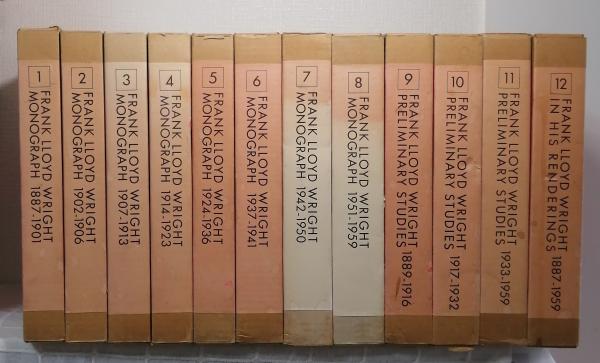 1
FRANK LLOYD WRIGHT
MONOGRAPH 1887-1901
2
FRANK LLOYD WRIGHT
MONOGRAPH 1902-1906
3
FRANK LLOYD WRIGHT
MONOGRAPH 1907-1913
4
FRANK LLOYD WRIGHT
MONOGRAPH 1914-1923
5
FRANK LLOYD WRIGHT
MONOGRAPH 1924-1936
6
FRANK LLOYD WRIGHT
MONOGRAPH 1937-1941
7
FRANK LLOYD WRIGHT
MONOGRAPH 1942-1950
8
FRANK LLOYD WRIGHT
MONOGRAPH 1951-1959
9
FRANK LLOYD WRIGHT
PRELIMINARY STUDIES 1889-1916
10
FRANK LLOYD WRIGHT
PRELIMINARY STUDIES 1917-1932
11
FRANK LLOYD WRIGHT
PRELIMINARY STUDIES 1933-1959
12
FRANK LLOYD WRIGHT
IN HIS RENDERINGS 1887-1959